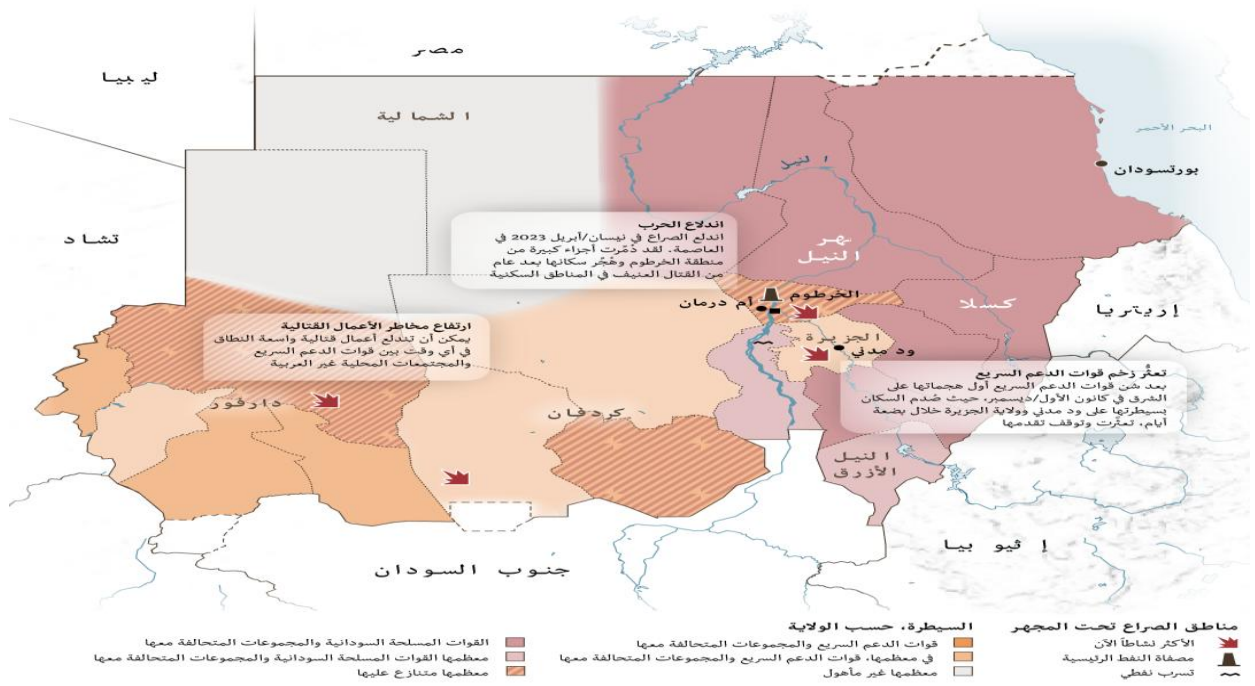 مصر
ليبيا
الشمالية
البحر الأحمر
النيل
بورتسودان
تشاد
اندلاع الحرب
اندلع الصراع في نيسان/أبريل 2023 في
العاصمة. لقد دُمّرت أجزاء كبيرة من
منطقة الخرطوم وهُجّر سكانها بعد عام
من القتال العنيف في المناطق السكنية
نهر
النيل
الخرطوم
أم درمان
كسلا
إريتريا
ارتفاع مخاطر الأعمال القتالية
يمكن أن تندلع أعمال قتالية واسعة النطاق
في أي وقت بين قوات الدعم السريع
والمجتمعات المحلية غير العربية
الجزيرة
ود مدني
تعثُّر زخم قوات الدعم السريع
بعد شن قوات الدعم السريع أول هجماتها على
الشرق في كانون الأول/ديسمبر، حيث صُدم السكان
بسيطرتها على ود مدني وولاية الجزيرة خلال بضعة
أيام، تعثّرت وتوقف تقدمها
دارفور
كردفان
النيل
الأزرق
إثيوبيا
جنوب السودان
مناطق الصراع تحت المجهر
الأكثر نشاطاً الآن
مصفاة النفط الرئيسية
تسرب نفطي
السيطرة، حسب الولاية
قوات الدعم السريع والمجموعات المتحالفة معها
في معظمها، قوات الدعم السريع والمجموعات المتحالفة معها
معظمها غير مأهول
القوات المسلحة السودانية والمجموعات المتحالفة معها
معظمها القوات المسلحة السودانية والمجموعات المتحالفة معها
معظمها متنازع عليها